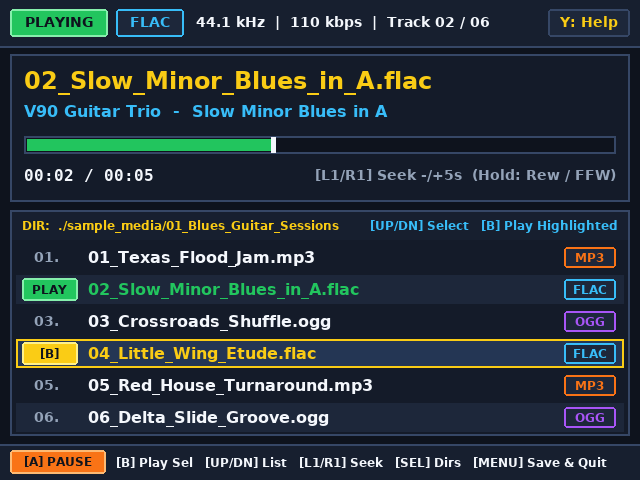 PLAYING FLAC 44.1 kHz | 110 kbps | Track 02 / 06 Y: Help
02_Slow_Minor_Blues_in_A.flac
V90 Guitar Trio - Slow Minor Blues in A
00:02 / 00:05 [L1/R1] Seek -/+5s (Hold: Rew / FFW)
DIR: ./sample_media/01_Blues_Guitar_Sessions [UP/DN] Select [B] Play Highlighted
01. 01_Texas_Flood_Jam.mp3 MP3
PLAY 02_Slow_Minor_Blues_in_A.flac FLAC
03. 03_Crossroads_Shuffle.ogg OGG
[B] 04_Little_Wing_Etude.flac FLAC
05. 05_Red_House_Turnaround.mp3 MP3
06. 06_Delta_Slide_Groove.ogg OGG
[A] PAUSE [B] Play Sel [UP/DN] List [L1/R1] Seek [SEL] Dirs [MENU] Save & Quit